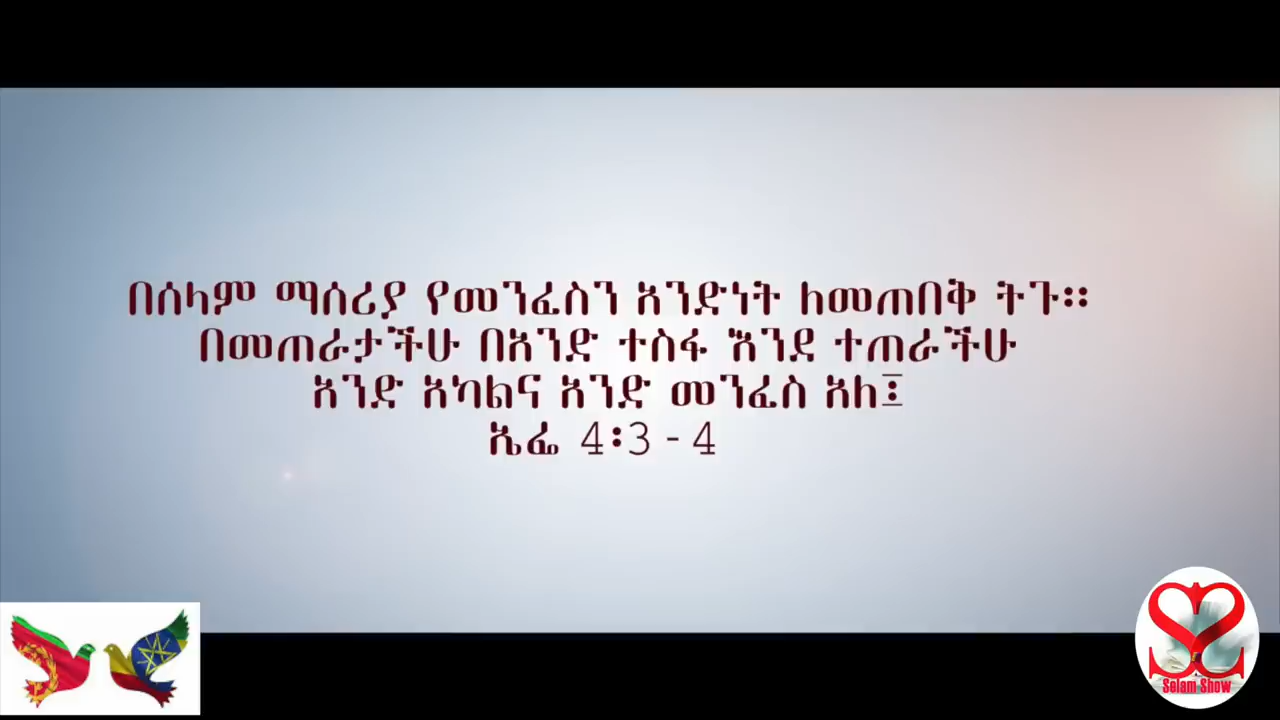 በሰላም ማሰሪያ የመንፈስን አንድነት ለመጠበቅ ትጉ።
በመጠራታችሁ በአንድ ተስፋ እንደ ተጠራችሁ
አንድ አካልና አንድ መንፈስ አለ፤
ኤፌ 4፡3 - 4
Selam Show